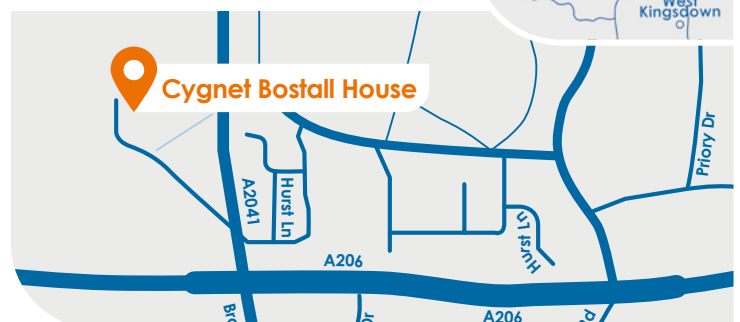 West
Kingsdown
Cygnet Bostall House
Priory Dr
A2041
Hurst Ln
Hurst Ln
A206
A206